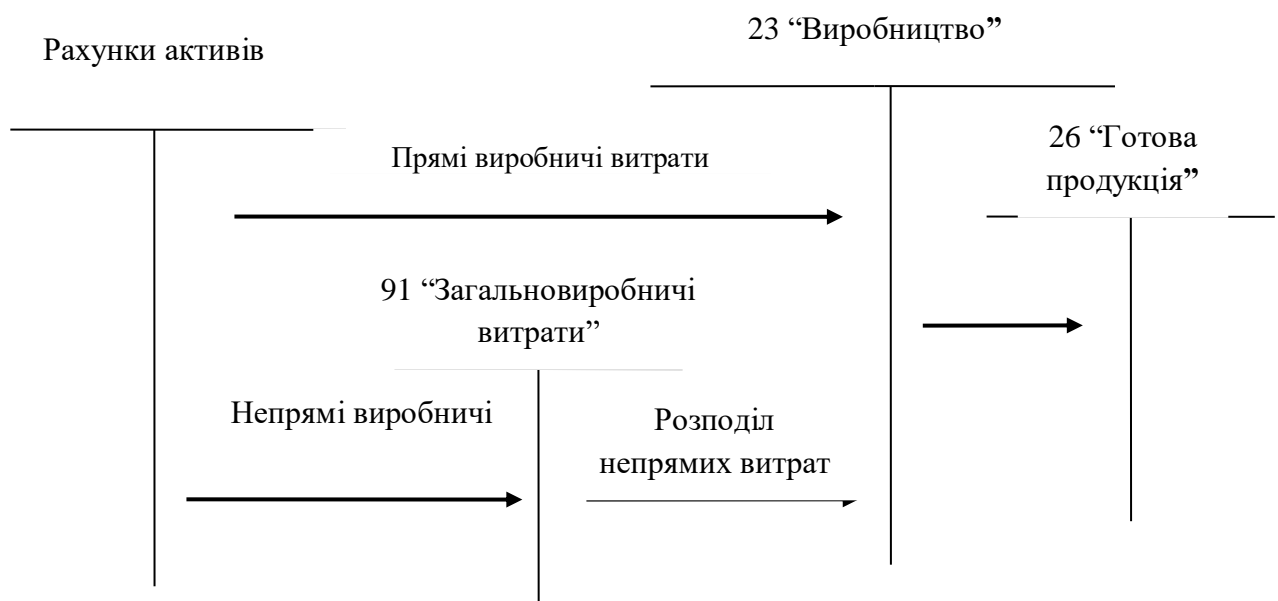 23 “Виробництво”
Рахунки активів
26 “Готова
продукція”
Прямі виробничі витрати
91 “Загальновиробничі
витрати”
Непрямі виробничі
Розподіл
непрямих витрат